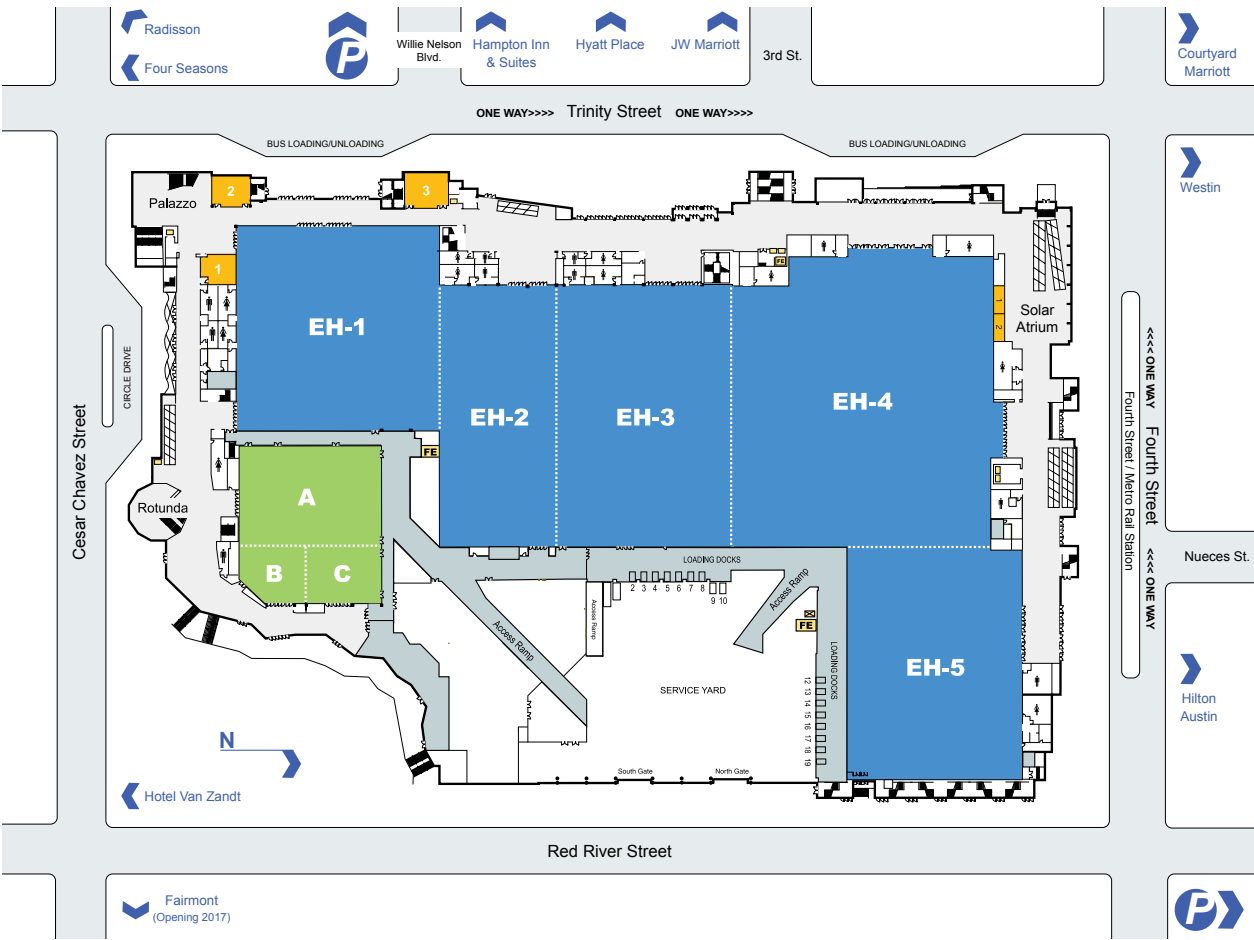 Radisson
Four Seasons
P
Willie Nelson
Blvd.
Hampton Inn
& Suites
Hyatt Place
JW Marriott
3rd St.
Courtyard
Marriott
ONE WAY>>>> Trinity Street ONE WAY>>>>
BUS LOADING/UNLOADING
BUS LOADING/UNLOADING
Westin
Palazzo
2
3
1
FE
1
2
Solar
Atrium
EH-1
EH-2
EH-3
EH-4
CIRCLE DRIVE
Cesar Chavez Street
FE
<<<< ONE WAY Fourth Street <<<< ONE WAY
Fourth Street / Metro Rail Station
A
Rotunda
B
C
LOADING DOCKS
2 3 4 5 6 7 8
9 10
Access Ramp
Access Ramp
Access Ramp
FE
LOADING DOCKS
Nueces St.
EH-5
SERVICE YARD
12
13
14
15
16
17
18
19
Hilton
Austin
N
South Gate
North Gate
Hotel Van Zandt
Red River Street
Fairmont
(Opening 2017)
P